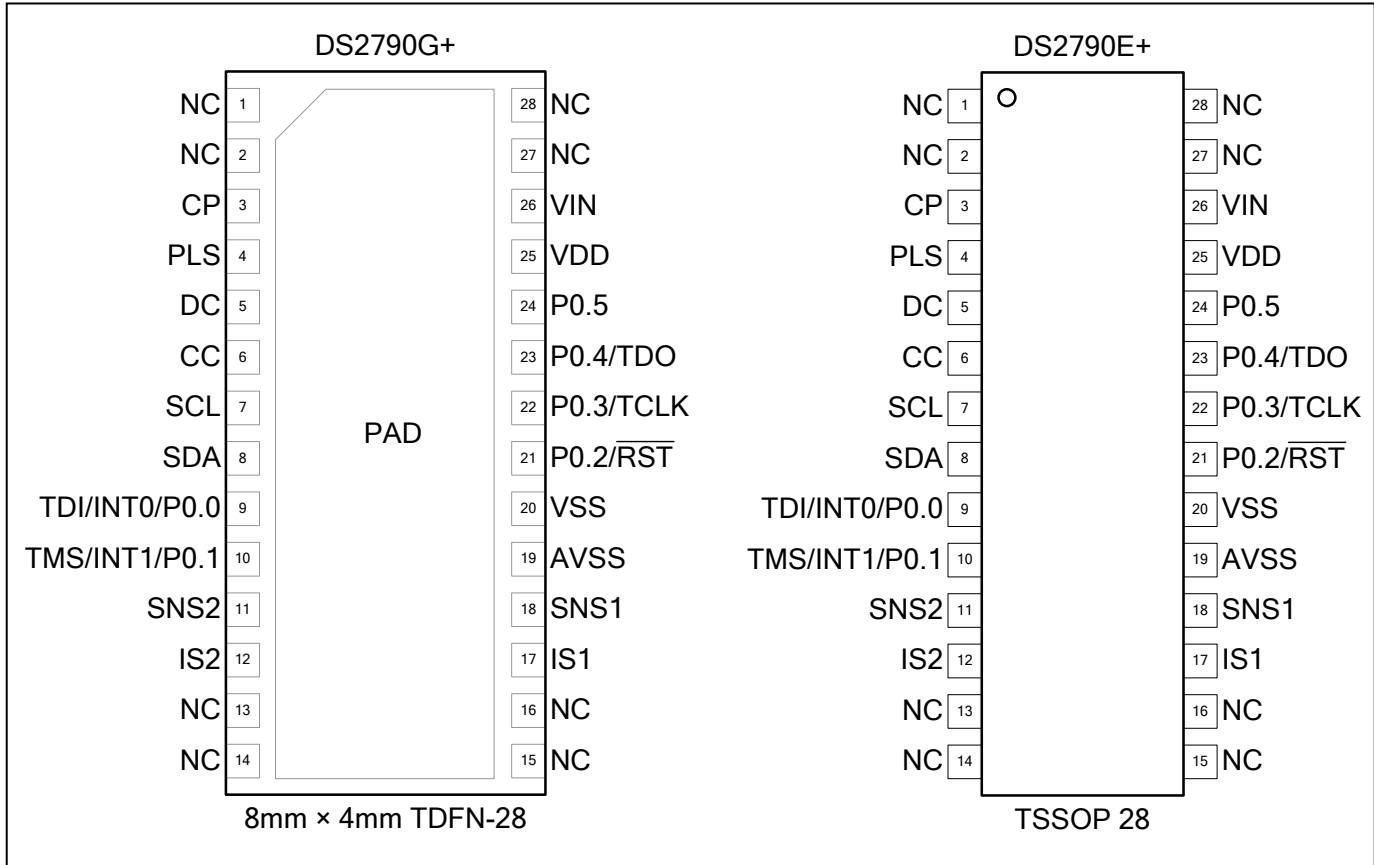 DS2790G+
NC 1
NC 2
CP 3
PLS 4
DC 5
CC 6
SCL 7
SDA 8
TDI/INT0/P0.0 9
TMS/INT1/P0.1 10
SNS2 11
IS2 12
NC 13
NC 14
PAD
28 NC
27 NC
26 VIN
25 VDD
24 P0.5
23 P0.4/TDO
22 P0.3/TCLK
21 P0.2/R̅S̅T̅
20 VSS
19 AVSS
18 SNS1
17 IS1
16 NC
15 NC
8mm × 4mm TDFN-28
DS2790E+
NC 1
NC 2
CP 3
PLS 4
DC 5
CC 6
SCL 7
SDA 8
TDI/INT0/P0.0 9
TMS/INT1/P0.1 10
SNS2 11
IS2 12
NC 13
NC 14
28 NC
27 NC
26 VIN
25 VDD
24 P0.5
23 P0.4/TDO
22 P0.3/TCLK
21 P0.2/R̅S̅T̅
20 VSS
19 AVSS
18 SNS1
17 IS1
16 NC
15 NC
TSSOP 28